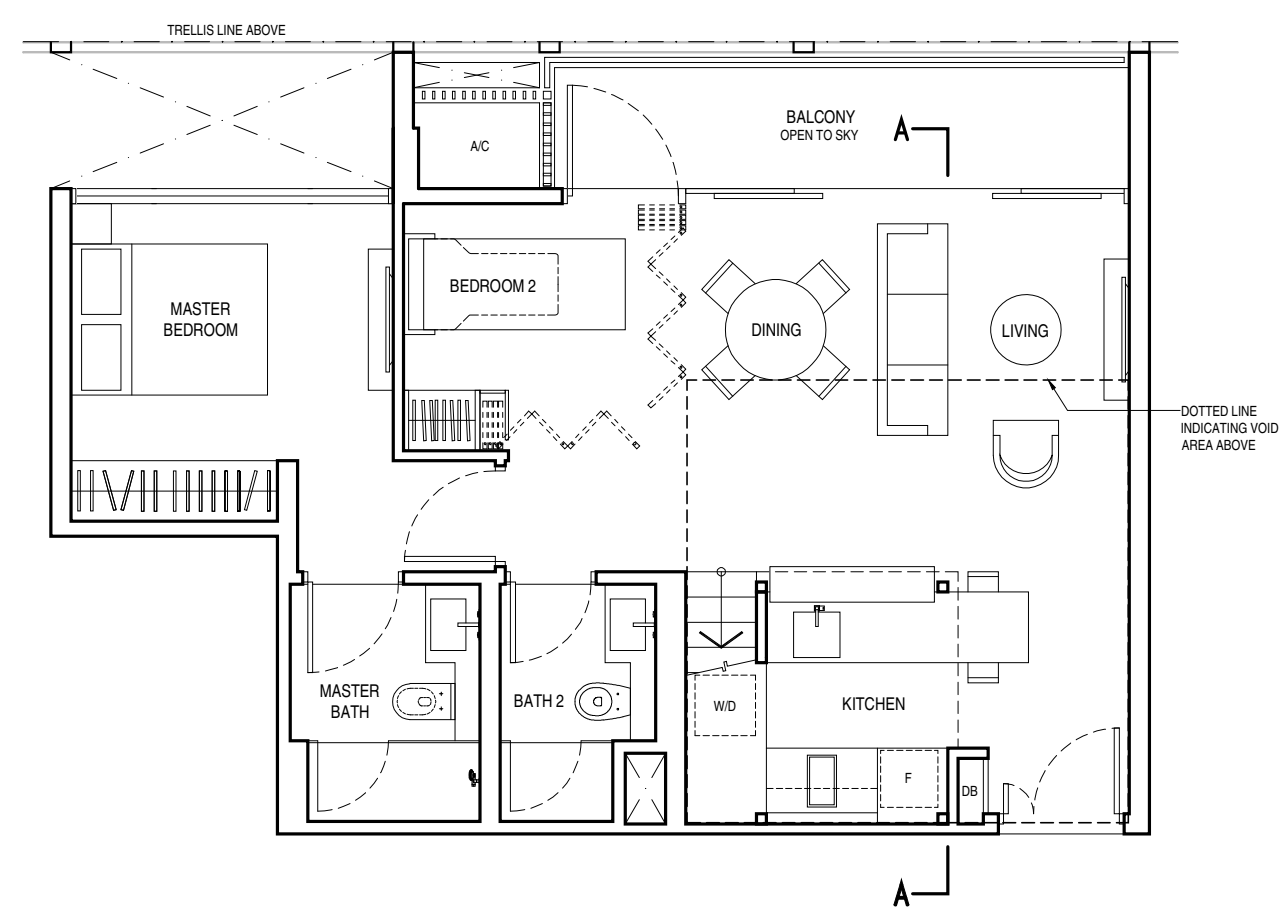 TRELLIS LINE ABOVE
BALCONY
OPEN TO SKY
A
A/C
BEDROOM 2
MASTER
BEDROOM
DINING
LIVING
DOTTED LINE
INDICATING VOID
AREA ABOVE
MASTER
BATH
BATH 2
W/D
KITCHEN
F
DB
A